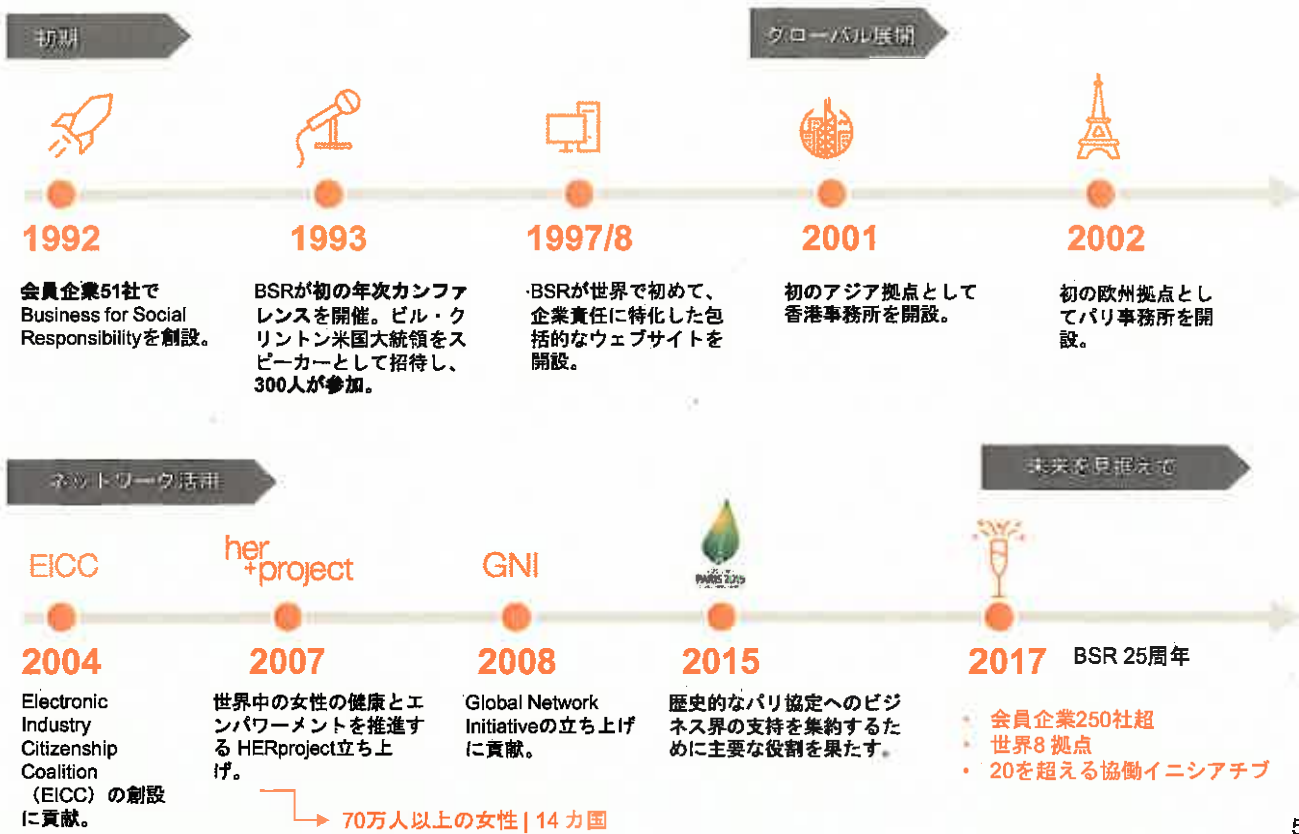 初期
グローバル展開
1992
1993
1997/8
2001
2002
会員企業51社で
Business for Social
Responsibilityを創設。
BSRが初の年次カンファ
レンスを開催。ビル・ク
リントン米国大統領をス
ピーカーとして招待し、
300人が参加。
·BSRが世界で初めて、
企業責任に特化した包
括的なウェブサイトを
開設。
初のアジア拠点として
香港事務所を開設。
初の欧州拠点とし
てパリ事務所を開
設。
ネットワーク活用
未来を見据えて
EICC
her
+project
GNI
PARIS 2015
2004
2007
2008
2015
2017 BSR 25周年
Electronic
Industry
Citizenship
Coalition
（EICC）の創設
に貢献。
世界中の女性の健康とエ
ンパワーメントを推進す
る HERproject立ち上
げ。
70万人以上の女性 | 14 カ国
Global Network
Initiativeの立ち上げ
に貢献。
歴史的なパリ協定へのビジ
ネス界の支持を集約するた
めに主要な役割を果たす。
• 会員企業250社超
• 世界8 拠点
• 20を超える協働イニシアチブ
5